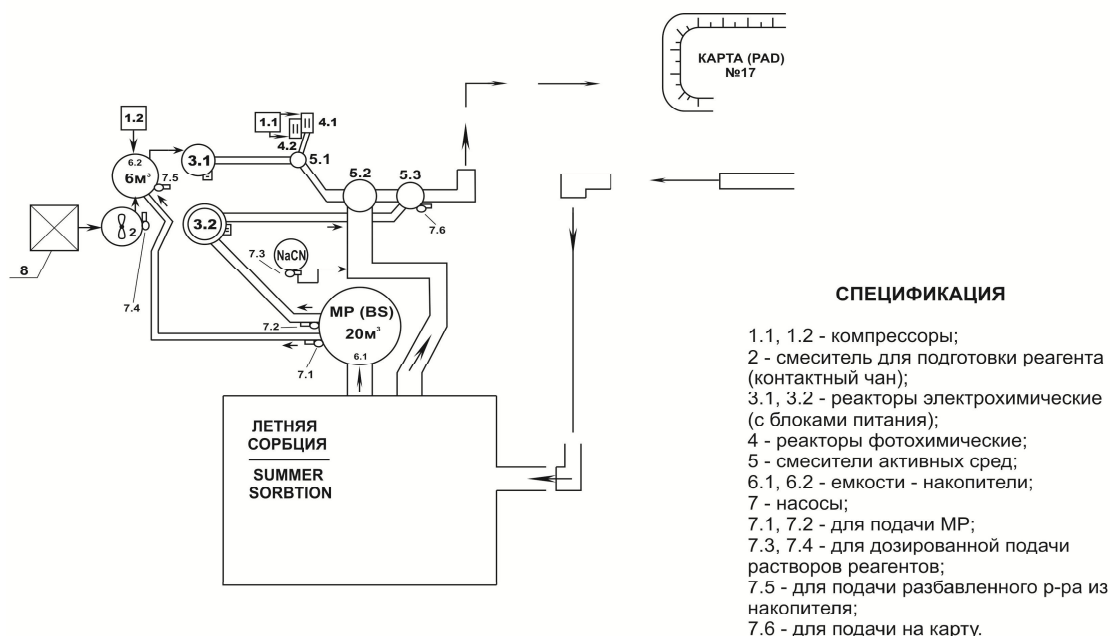 КАРТА (PAD)
№17
1.2
1.1
4.1
4.2
6.2
6м³
7.5
3.1
5.1
5.2
5.3
2
3.2
7.6
8
7.4
7.3
NaCN
МР (BS)
20м³
6.1
7.2
7.1
ЛЕТНЯЯ
СОРБЦИЯ
SUMMER
SORBTION
СПЕЦИФИКАЦИЯ
1.1, 1.2 - компрессоры;
2 - смеситель для подготовки реагента
(контактный чан);
3.1, 3.2 - реакторы электрохимические
(с блоками питания);
4 - реакторы фотохимические;
5 - смесители активных сред;
6.1, 6.2 - емкости - накопители;
7 - насосы;
7.1, 7.2 - для подачи МР;
7.3, 7.4 - для дозированной подачи
растворов реагентов;
7.5 - для подачи разбавленного р-ра из
накопителя;
7.6 - для подачи на карту.